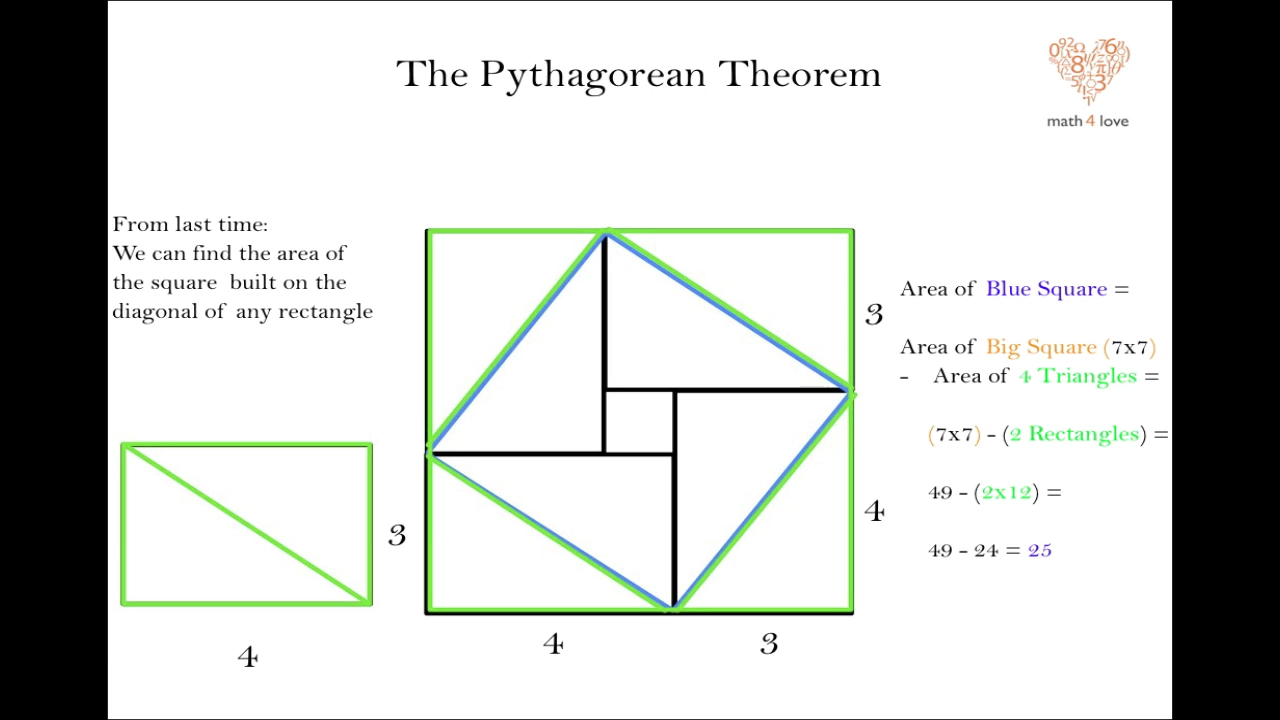 The Pythagorean Theorem
math 4 love
From last time:
We can find the area of
the square built on the
diagonal of any rectangle
3
4
3
4
4
3
Area of Blue Square =
Area of Big Square (7x7)
- Area of 4 Triangles =
(7x7) - (2 Rectangles) =
49 - (2x12) =
49 - 24 = 25